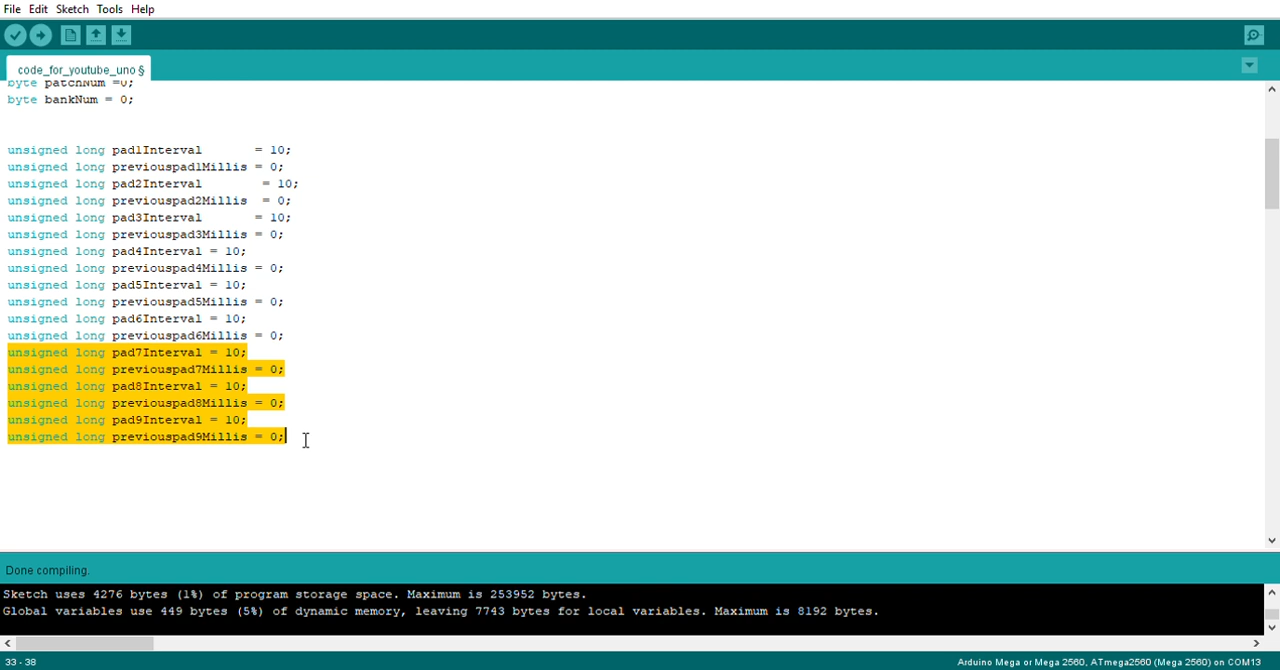 File Edit Sketch Tools Help
code_for_youtube_uno §
byte patchNum =0;
byte bankNum = 0;
unsigned long pad1Interval       = 10;
unsigned long previouspad1Millis = 0;
unsigned long pad2Interval        = 10;
unsigned long previouspad2Millis  = 0;
unsigned long pad3Interval       = 10;
unsigned long previouspad3Millis = 0;
unsigned long pad4Interval = 10;
unsigned long previouspad4Millis = 0;
unsigned long pad5Interval = 10;
unsigned long previouspad5Millis = 0;
unsigned long pad6Interval = 10;
unsigned long previouspad6Millis = 0;
unsigned long pad7Interval = 10;
unsigned long previouspad7Millis = 0;
unsigned long pad8Interval = 10;
unsigned long previouspad8Millis = 0;
unsigned long pad9Interval = 10;
unsigned long previouspad9Millis = 0;
Done compiling.
Sketch uses 4276 bytes (1%) of program storage space. Maximum is 253952 bytes.
Global variables use 449 bytes (5%) of dynamic memory, leaving 7743 bytes for local variables. Maximum is 8192 bytes.
33 - 38
Arduino Mega or Mega 2560, ATmega2560 (Mega 2560) on COM13